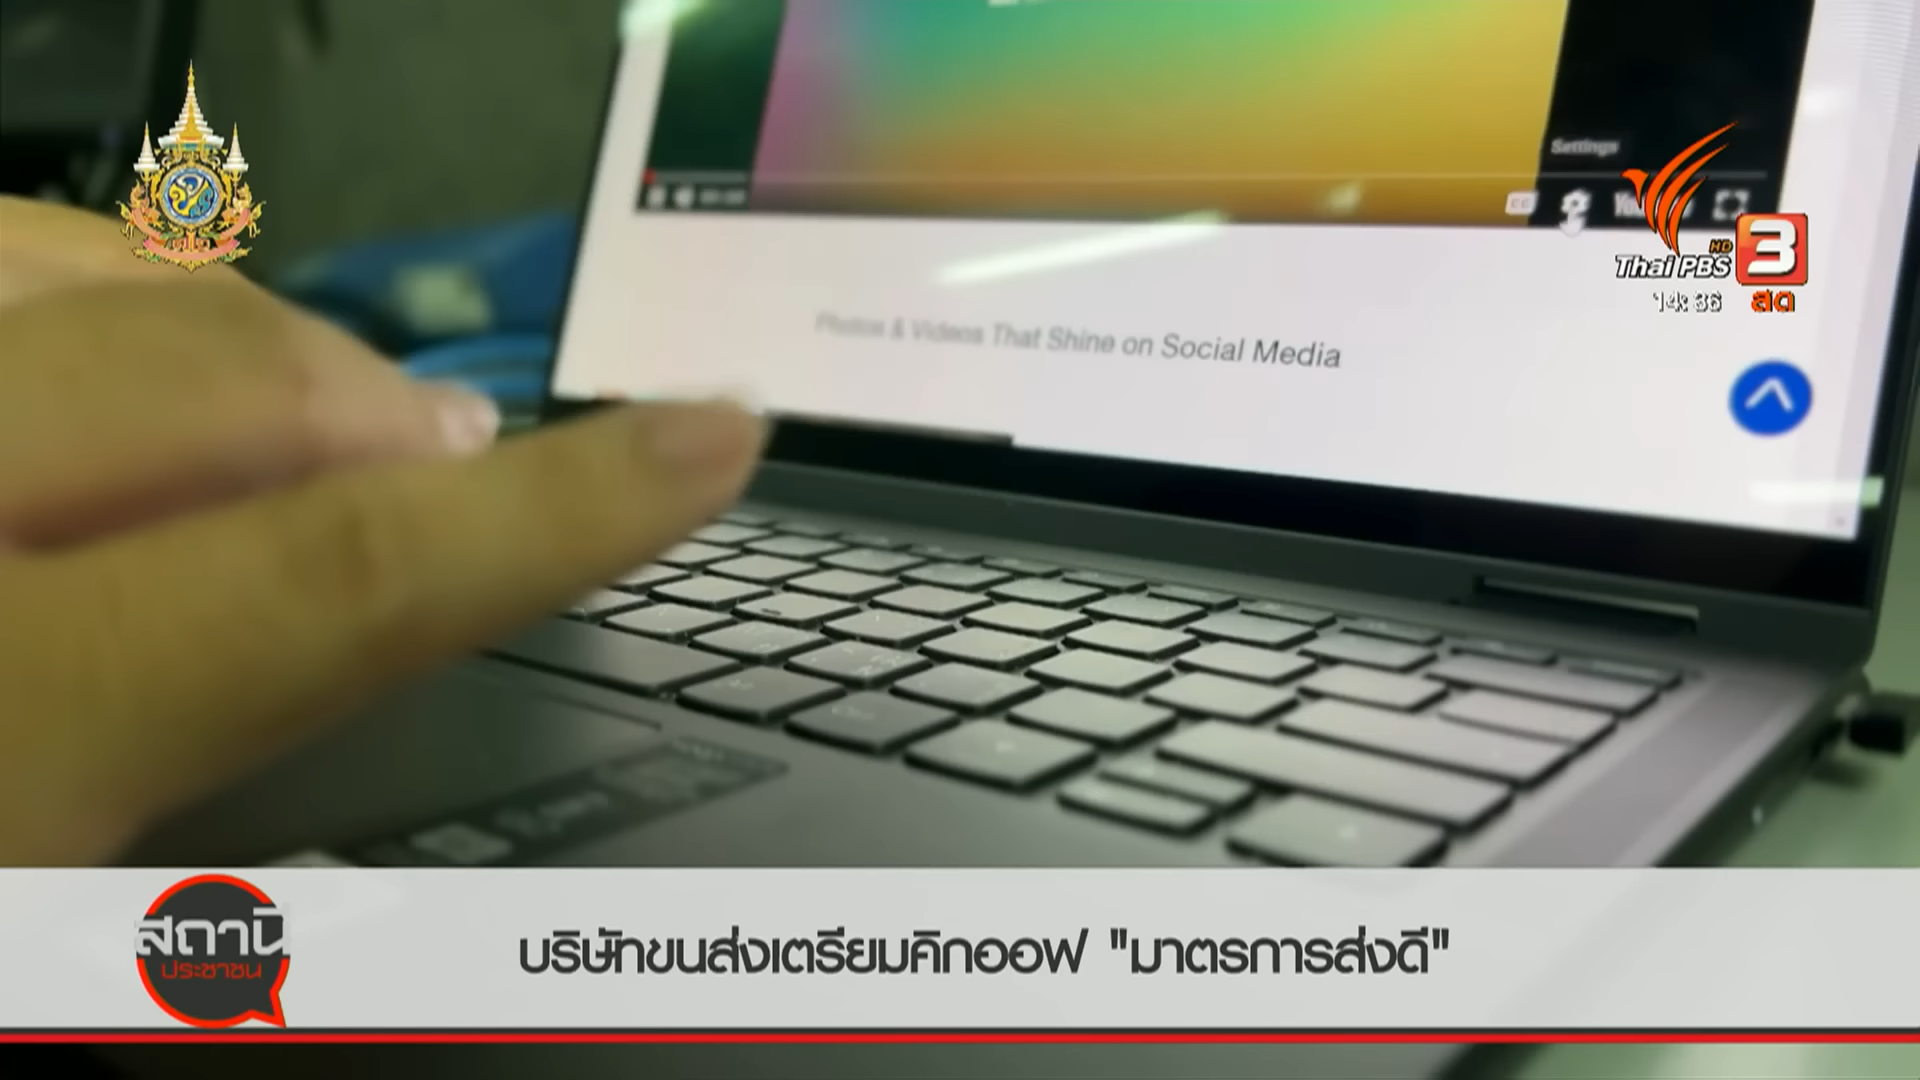 Settings
HD
Thai PBS
3
14:36
สด
Photos & Videos That Shine on Social Media
สถานี
ประชาชน
บริษัทขนส่งเตรียมคิกออฟ "มาตรการส่งดี"